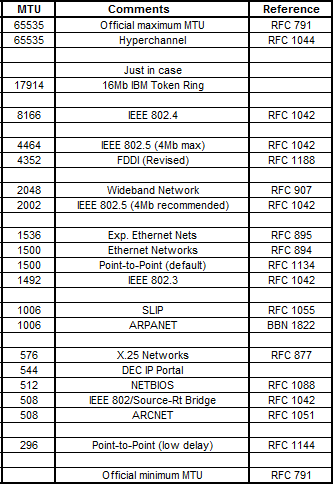 MTU Comments Reference
65535 Official maximum MTU RFC 791
65535 Hyperchannel RFC 1044
Just in case
17914 16Mb IBM Token Ring
8166 IEEE 802.4 RFC 1042
4464 IEEE 802.5 (4Mb max) RFC 1042
4352 FDDI (Revised) RFC 1188
2048 Wideband Network RFC 907
2002 IEEE 802.5 (4Mb recommended) RFC 1042
1536 Exp. Ethernet Nets RFC 895
1500 Ethernet Networks RFC 894
1500 Point-to-Point (default) RFC 1134
1492 IEEE 802.3 RFC 1042
1006 SLIP RFC 1055
1006 ARPANET BBN 1822
576 X.25 Networks RFC 877
544 DEC IP Portal
512 NETBIOS RFC 1088
508 IEEE 802/Source-Rt Bridge RFC 1042
508 ARCNET RFC 1051
296 Point-to-Point (low delay) RFC 1144
Official minimum MTU RFC 791